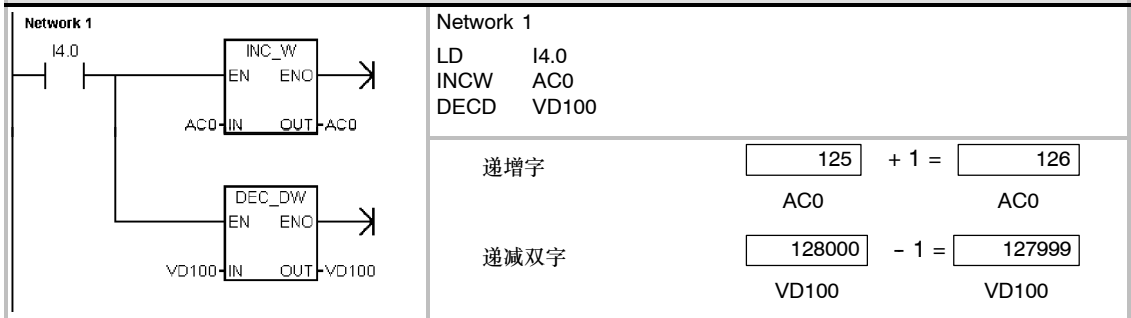 Network 1
I4.0
INC_W
EN ENO
AC0 IN OUT AC0
DEC_DW
EN ENO
VD100 IN OUT VD100
Network 1
LD I4.0
INCW AC0
DECD VD100
递增字 125 + 1 = 126
AC0 AC0
递减双字 128000 - 1 = 127999
VD100 VD100